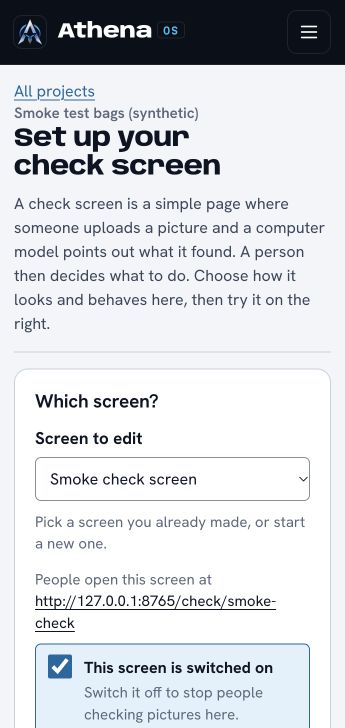 Athena OS
All projects
Smoke test bags (synthetic)
Set up your
check screen
A check screen is a simple page where
someone uploads a picture and a computer
model points out what it found. A person
then decides what to do. Choose how it
looks and behaves here, then try it on the
right.
Which screen?
Screen to edit
Smoke check screen
Pick a screen you already made, or start
a new one.
People open this screen at
http://127.0.0.1:8765/check/smoke-
check
This screen is switched on
Switch it off to stop people
checking pictures here.